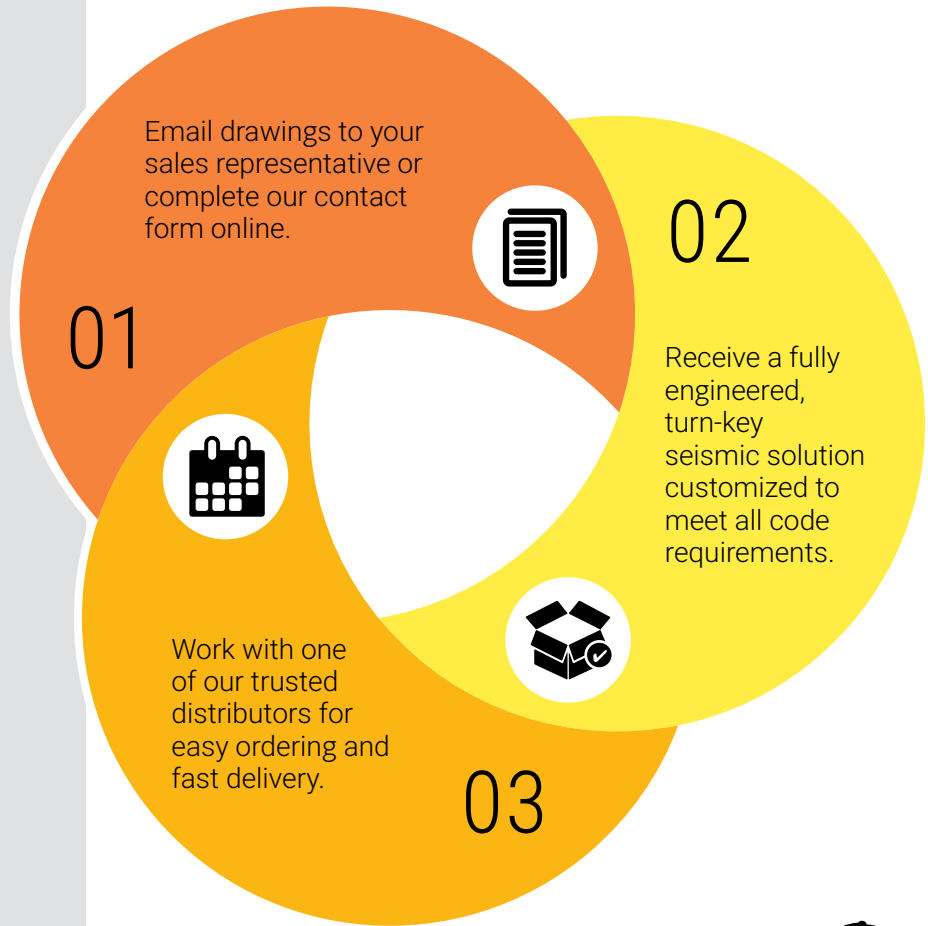 Email drawings to your
sales representative or
complete our contact
form online.
01
02
Receive a fully
engineered,
turn-key
seismic solution
customized to
meet all code
requirements.
Work with one
of our trusted
distributors for
easy ordering and
fast delivery.
03